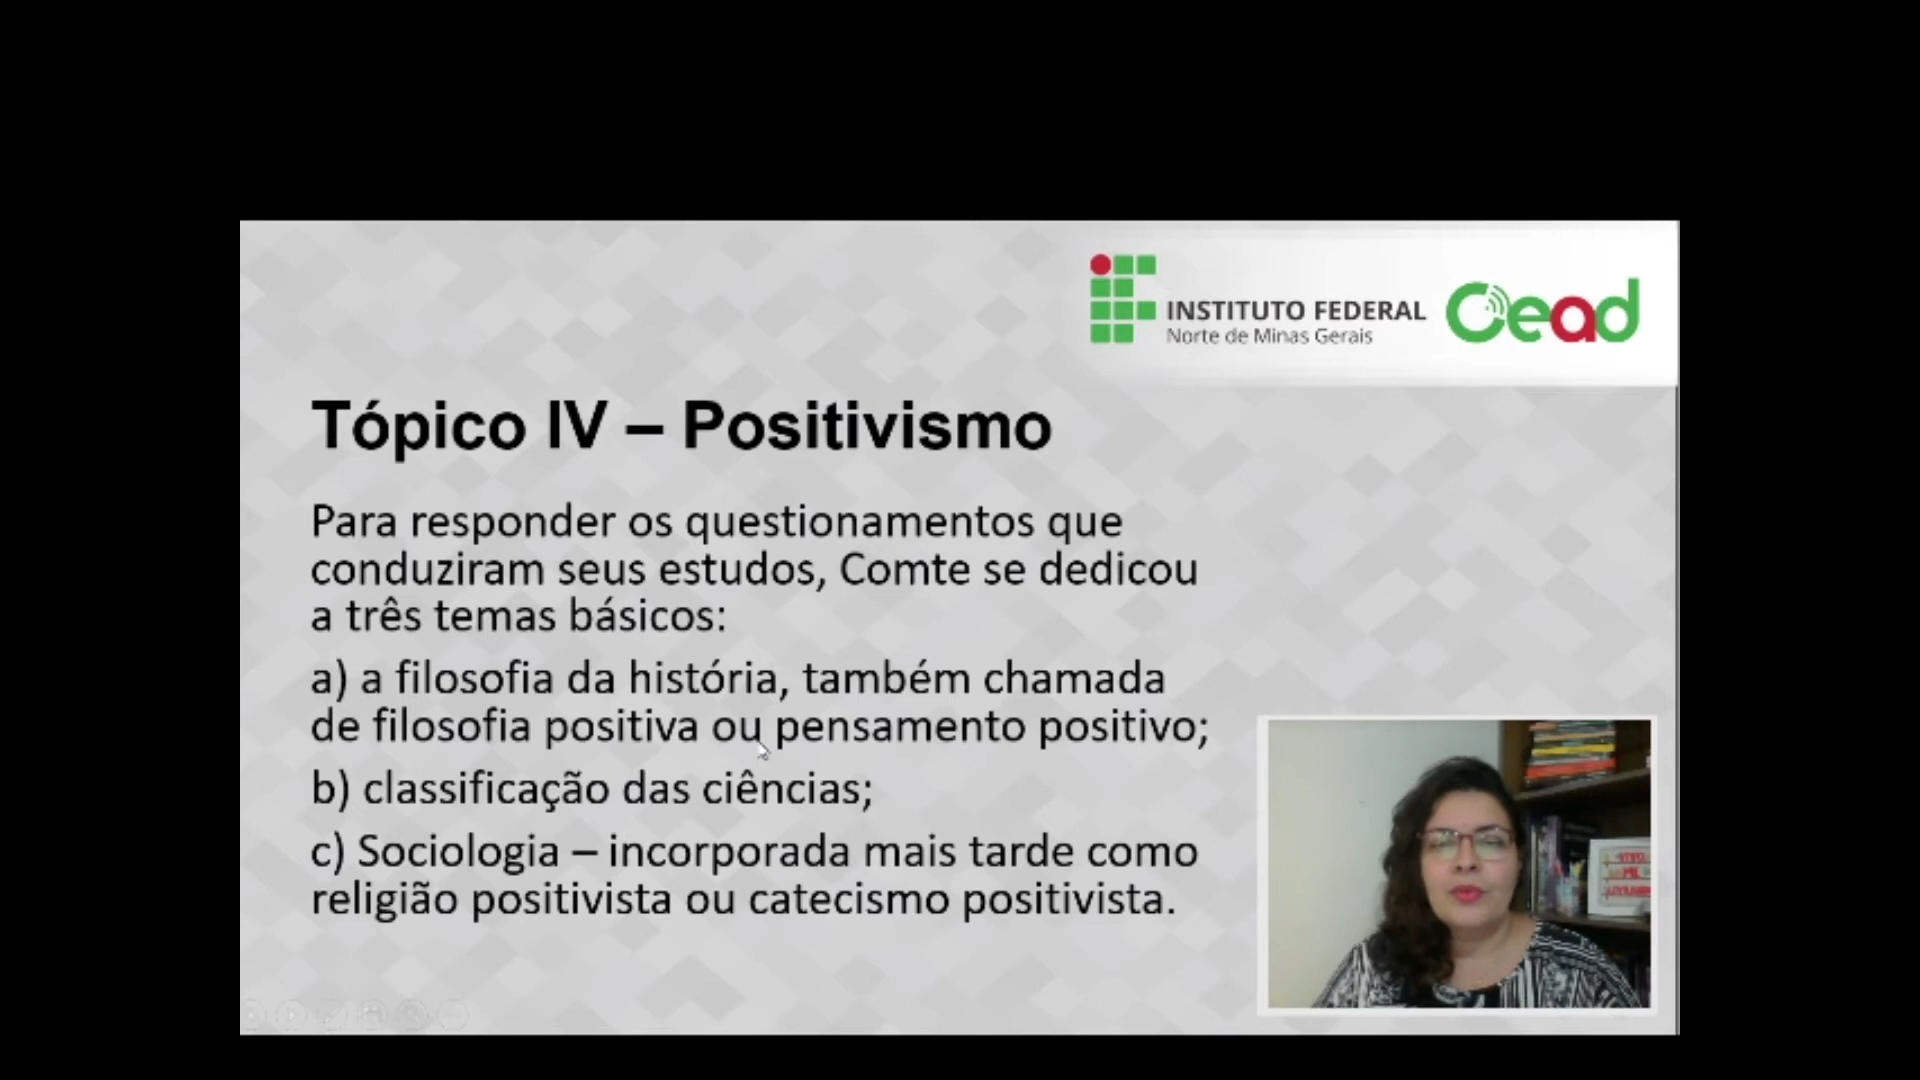 INSTITUTO FEDERAL
Norte de Minas Gerais
Cead
Tópico IV – Positivismo
Para responder os questionamentos que
conduziram seus estudos, Comte se dedicou
a três temas básicos:
a) a filosofia da história, também chamada
de filosofia positiva ou pensamento positivo;
b) classificação das ciências;
c) Sociologia – incorporada mais tarde como
religião positivista ou catecismo positivista.